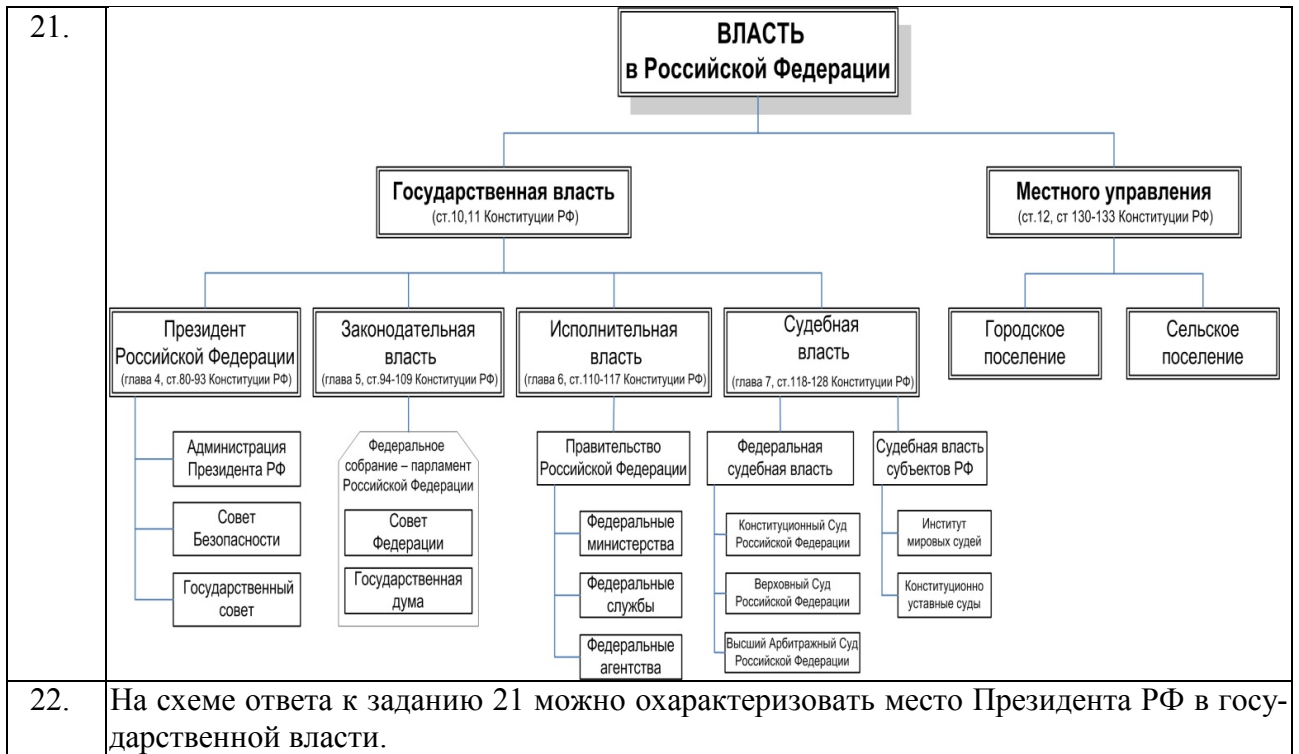 21.
ВЛАСТЬ
в Российской Федерации
Государственная власть
(ст.10,11 Конституции РФ)
Местного управления
(ст.12, ст 130-133 Конституции РФ)
Президент
Российской Федерации
(глава 4, ст.80-93 Конституции РФ)
Законодательная
власть
(глава 5, ст.94-109 Конституции РФ)
Исполнительная
власть
(глава 6, ст.110-117 Конституции РФ)
Судебная
власть
(глава 7, ст.118-128 Конституции РФ)
Городское
поселение
Сельское
поселение
Администрация
Президента РФ
Совет
Безопасности
Государственный
совет
Федеральное
собрание – парламент
Российской Федерации
Совет
Федерации
Государственная
дума
Правительство
Российской Федерации
Федеральные
министерства
Федеральные
службы
Федеральные
агентства
Федеральная
судебная власть
Конституционный Суд
Российской Федерации
Верховный Суд
Российской Федерации
Высший Арбитражный Суд
Российской Федерации
Судебная власть
субъектов РФ
Институт
мировых судей
Конституционно
уставные суды
22.
На схеме ответа к заданию 21 можно охарактеризовать место Президента РФ в госу-
дарственной власти.